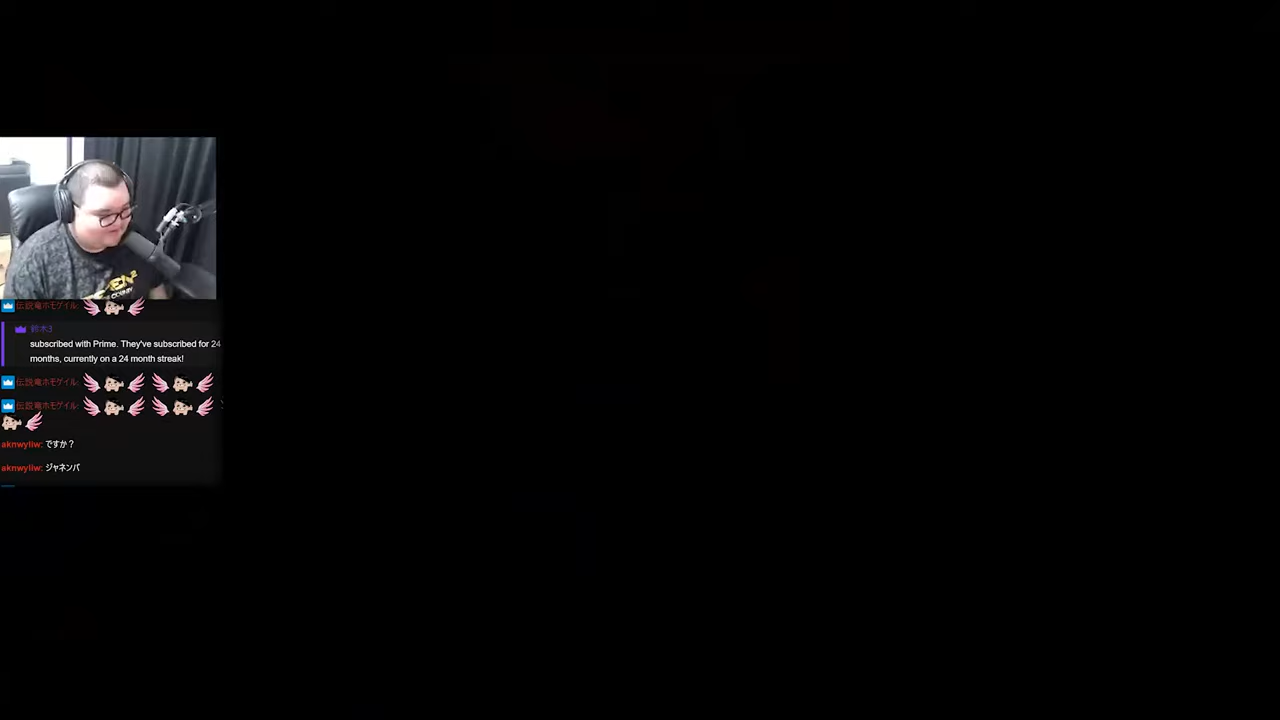 伝説竜ホモゲイル:
鈴木3
subscribed with Prime. They've subscribed for 24
months, currently on a 24 month streak!
伝説竜ホモゲイル:
伝説竜ホモゲイル:
aknwyliw: ですか？
aknwyliw: ジャネンバ